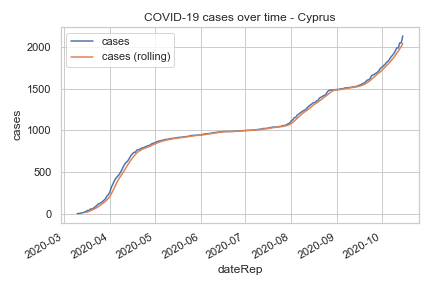 COVID-19 cases over time - Cyprus
cases
cases (rolling)
2000
1500
1000
500
0
cases
2020-03
2020-04
2020-05
2020-06
2020-07
2020-08
2020-09
2020-10
dateRep